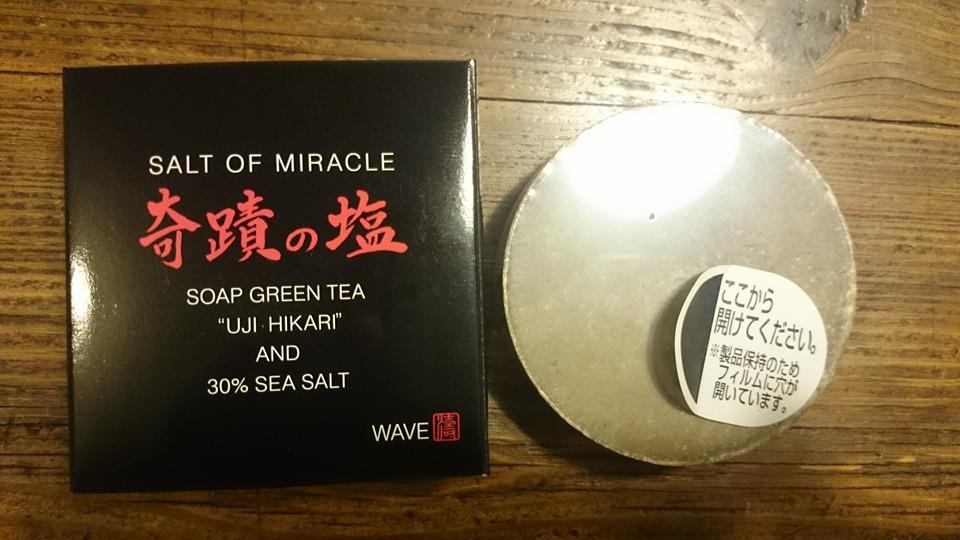 SALT OF MIRACLE
奇蹟の塩
SOAP GREEN TEA
“UJI·HIKARI”
AND
30% SEA SALT
WAVE 濤
ここから
開けてください。
※製品保持のため
フィルムに穴が
開いています。